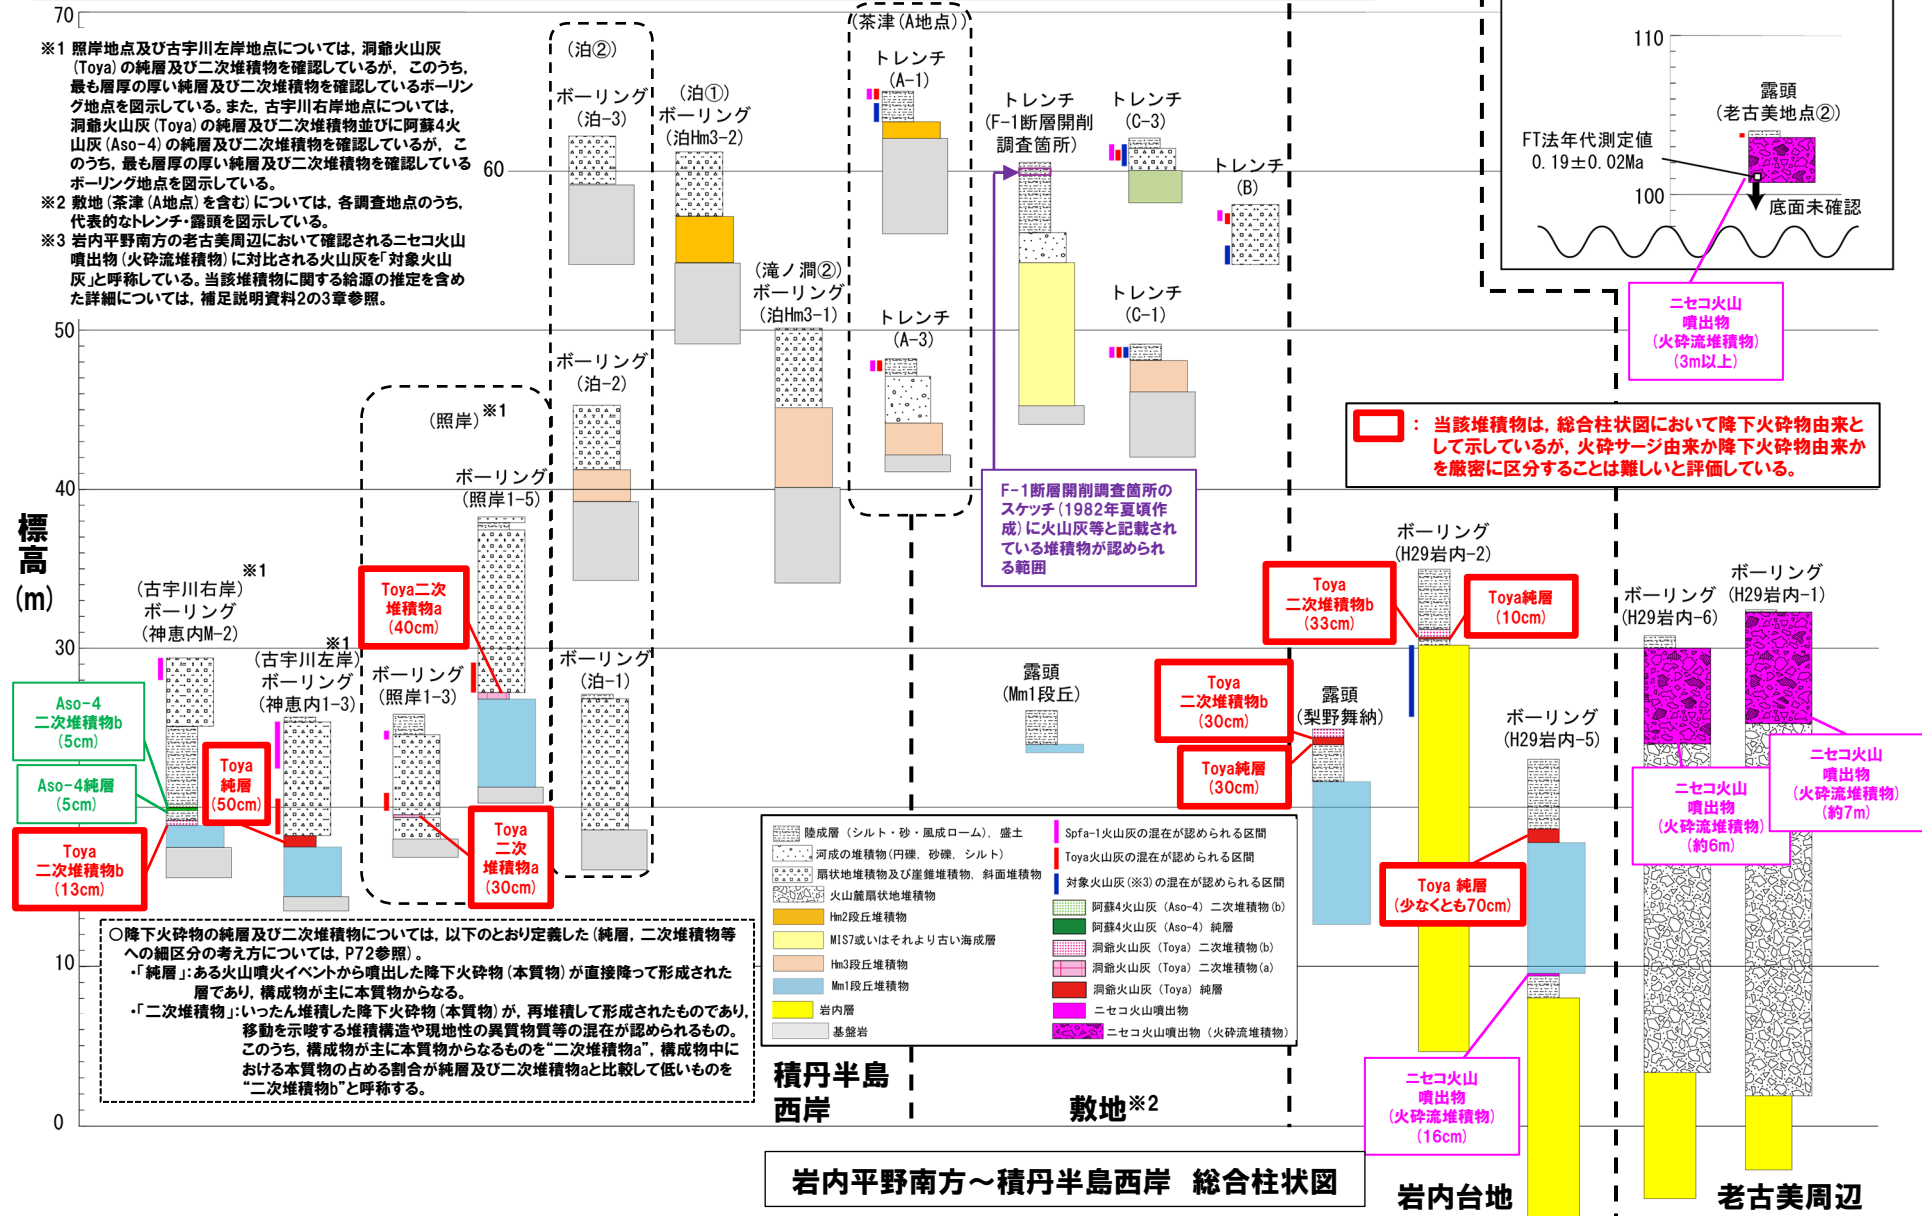 70
60
50
40
30
10
0
標高(m)
※1 照岸地点及び古宇川左岸地点については，洞爺火山灰
(Toya)の純層及び二次堆積物を確認しているが， このうち，
最も層厚の厚い純層及び二次堆積物を確認しているボーリン
グ地点を図示している。また，古宇川右岸地点については，
洞爺火山灰(Toya)の純層及び二次堆積物並びに阿蘇4火
山灰(Aso-4)の純層及び二次堆積物を確認しているが，こ
のうち，最も層厚の厚い純層及び二次堆積物を確認している
ボーリング地点を図示している。
※2 敷地(茶津(A地点)を含む)については，各調査地点のうち，
代表的なトレンチ・露頭を図示している。
※3 岩内平野南方の老古美周辺において確認されるニセコ火山
噴出物(火砕流堆積物)に対比される火山灰を「対象火山
灰」と呼称している。当該堆積物に関する給源の推定を含め
た詳細については，補足説明資料2の3章参照。
(泊②)
ボーリング
(泊-3)
(泊①)
ボーリング
(泊Hm3-2)
(滝ノ澗②)
ボーリング
(泊Hm3-1)
(茶津(A地点))
トレンチ
(A-1)
トレンチ
(A-3)
トレンチ
(F-1断層開削
調査箇所)
トレンチ
(C-3)
トレンチ
(B)
トレンチ
(C-1)
110
100
露頭
(老古美地点②)
FT法年代測定値
0.19±0.02Ma
底面未確認
ニセコ火山
噴出物
(火砕流堆積物)
(3m以上)
： 当該堆積物は，総合柱状図において降下火砕物由来と
して示しているが，火砕サージ由来か降下火砕物由来か
を厳密に区分することは難しいと評価している。
F-1断層開削調査箇所の
スケッチ(1982年夏頃作
成)に火山灰等と記載され
ている堆積物が認められ
る範囲
ボーリング
(泊-2)
(照岸)※1
ボーリング
(照岸1-5)
Toya二次
堆積物a
(40cm)
※1
(古宇川右岸)
ボーリング
(神恵内M-2)
※1
(古宇川左岸)
ボーリング
(神恵内1-3)
ボーリング
(照岸1-3)
ボーリング
(泊-1)
Aso-4
二次堆積物b
(5cm)
Aso-4純層
(5cm)
Toya
二次堆積物b
(13cm)
Toya
純層
(50cm)
Toya
二次
堆積物a
(30cm)
露頭
(Mm1段丘)
Toya
二次堆積物b
(33cm)
ボーリング
(H29岩内-2)
Toya純層
(10cm)
Toya
二次堆積物b
(30cm)
Toya純層
(30cm)
露頭
(梨野舞納)
ボーリング
(H29岩内-5)
Toya 純層
(少なくとも70cm)
ボーリング
(H29岩内-6)
ボーリング
(H29岩内-1)
ニセコ火山
噴出物
(火砕流堆積物)
(約6m)
ニセコ火山
噴出物
(火砕流堆積物)
(約7m)
ニセコ火山
噴出物
(火砕流堆積物)
(16cm)
陸成層（シルト・砂・風成ローム），盛土
河成の堆積物(円礫，砂礫，シルト)
扇状地堆積物及び崖錐堆積物，斜面堆積物
火山麓扇状地堆積物
Hm2段丘堆積物
MIS7或いはそれより古い海成層
Hm3段丘堆積物
Mm1段丘堆積物
岩内層
基盤岩
Spfa-1火山灰の混在が認められる区間
Toya火山灰の混在が認められる区間
対象火山灰(※3)の混在が認められる区間
阿蘇4火山灰（Aso-4）二次堆積物(b)
阿蘇4火山灰（Aso-4）純層
洞爺火山灰（Toya）二次堆積物(b)
洞爺火山灰（Toya）二次堆積物(a)
洞爺火山灰（Toya）純層
ニセコ火山噴出物
ニセコ火山噴出物（火砕流堆積物）
○降下火砕物の純層及び二次堆積物については，以下のとおり定義した(純層，二次堆積物等
への細区分の考え方については，P72参照)。
・「純層」：ある火山噴火イベントから噴出した降下火砕物(本質物)が直接降って形成された
層であり，構成物が主に本質物からなる。
・「二次堆積物」：いったん堆積した降下火砕物(本質物)が，再堆積して形成されたものであり，
移動を示唆する堆積構造や現地性の異質物質等の混在が認められるもの。
このうち，構成物が主に本質物からなるものを“二次堆積物a”，構成物中に
おける本質物の占める割合が純層及び二次堆積物aと比較して低いものを
“二次堆積物b”と呼称する。
積丹半島
西岸
敷地※2
岩内台地
老古美周辺
岩内平野南方～積丹半島西岸 総合柱状図